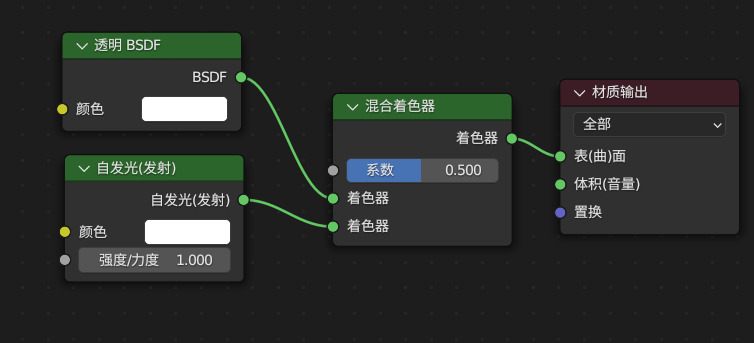 透明 BSDF
BSDF
颜色
自发光(发射)
自发光(发射)
颜色
强度/力度 1.000
混合着色器
着色器
系数 0.500
着色器
着色器
材质输出
全部
表(曲)面
体积(音量)
置换